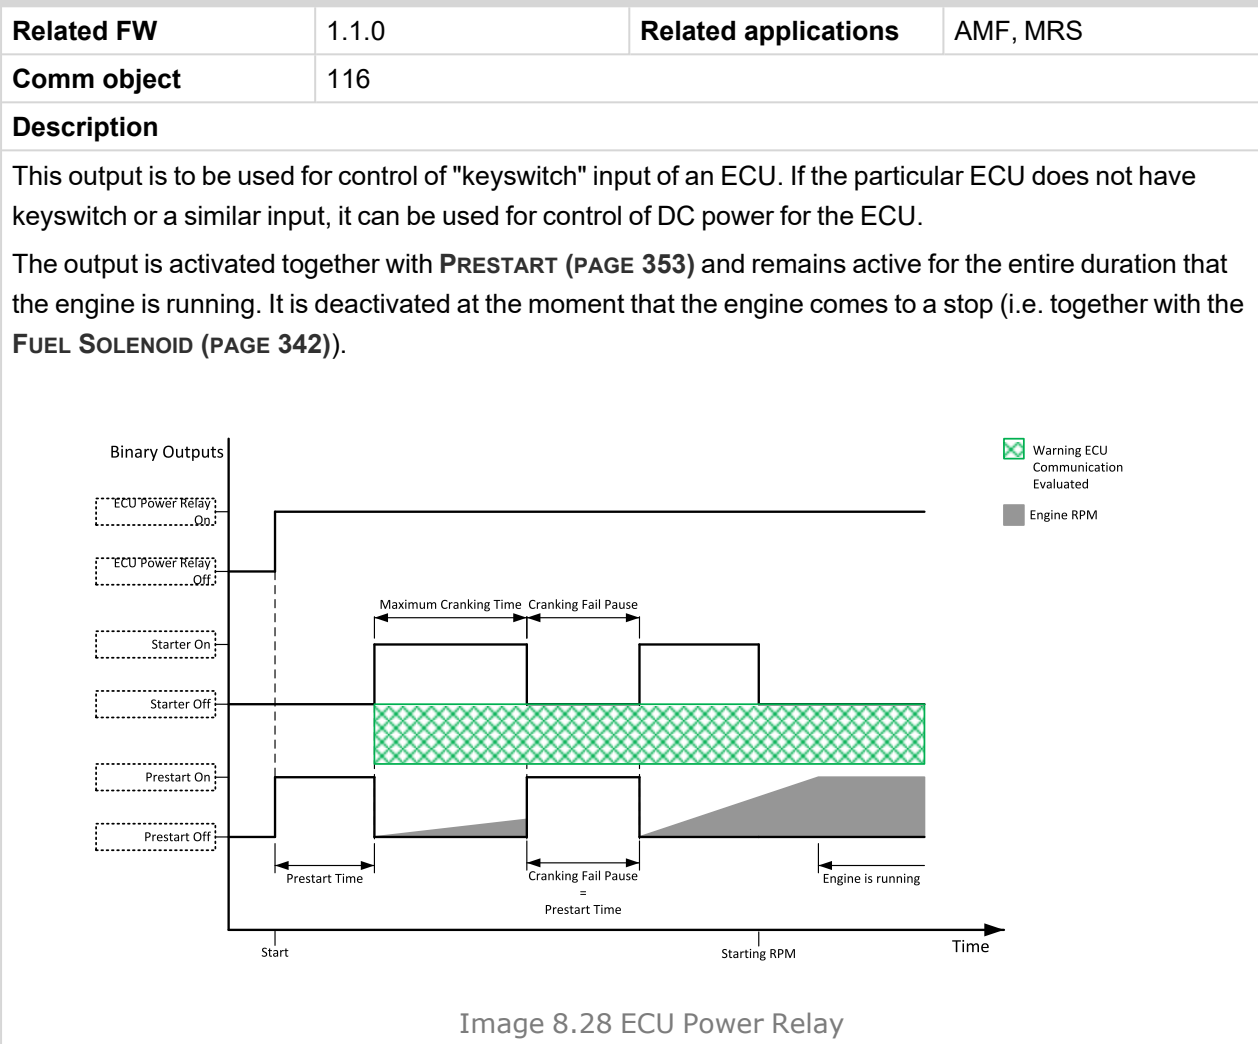 Related FW 1.1.0 Related applications AMF, MRS
Comm object 116
Description
This output is to be used for control of "keyswitch" input of an ECU. If the particular ECU does not have
keyswitch or a similar input, it can be used for control of DC power for the ECU.
The output is activated together with PRESTART (PAGE 353) and remains active for the entire duration that
the engine is running. It is deactivated at the moment that the engine comes to a stop (i.e. together with the
FUEL SOLENOID (PAGE 342)).
Binary Outputs
Warning ECU
Communication
Evaluated
Engine RPM
ECU Power Relay
On
ECU Power Relay
Off
Maximum Cranking Time
Cranking Fail Pause
Starter On
Starter Off
Prestart On
Prestart Off
Prestart Time
Cranking Fail Pause
=
Prestart Time
Engine is running
Start
Starting RPM
Time
Image 8.28 ECU Power Relay